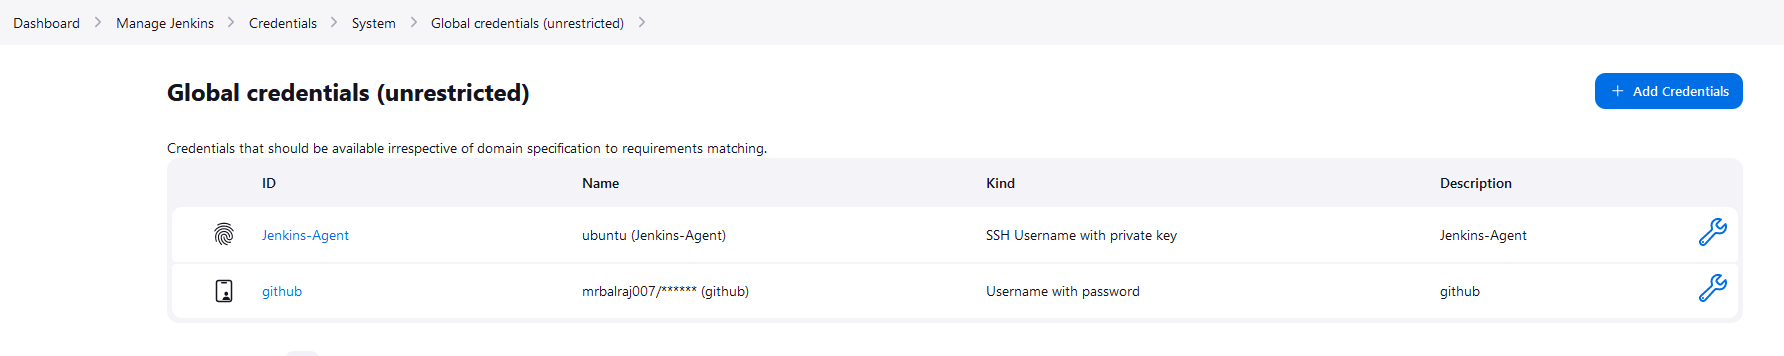 Dashboard > Manage Jenkins > Credentials > System > Global credentials (unrestricted) >
Global credentials (unrestricted)
+ Add Credentials
Credentials that should be available irrespective of domain specification to requirements matching.
ID Name Kind Description
Jenkins-Agent ubuntu (Jenkins-Agent) SSH Username with private key Jenkins-Agent
github mrbalraj007/****** (github) Username with password github